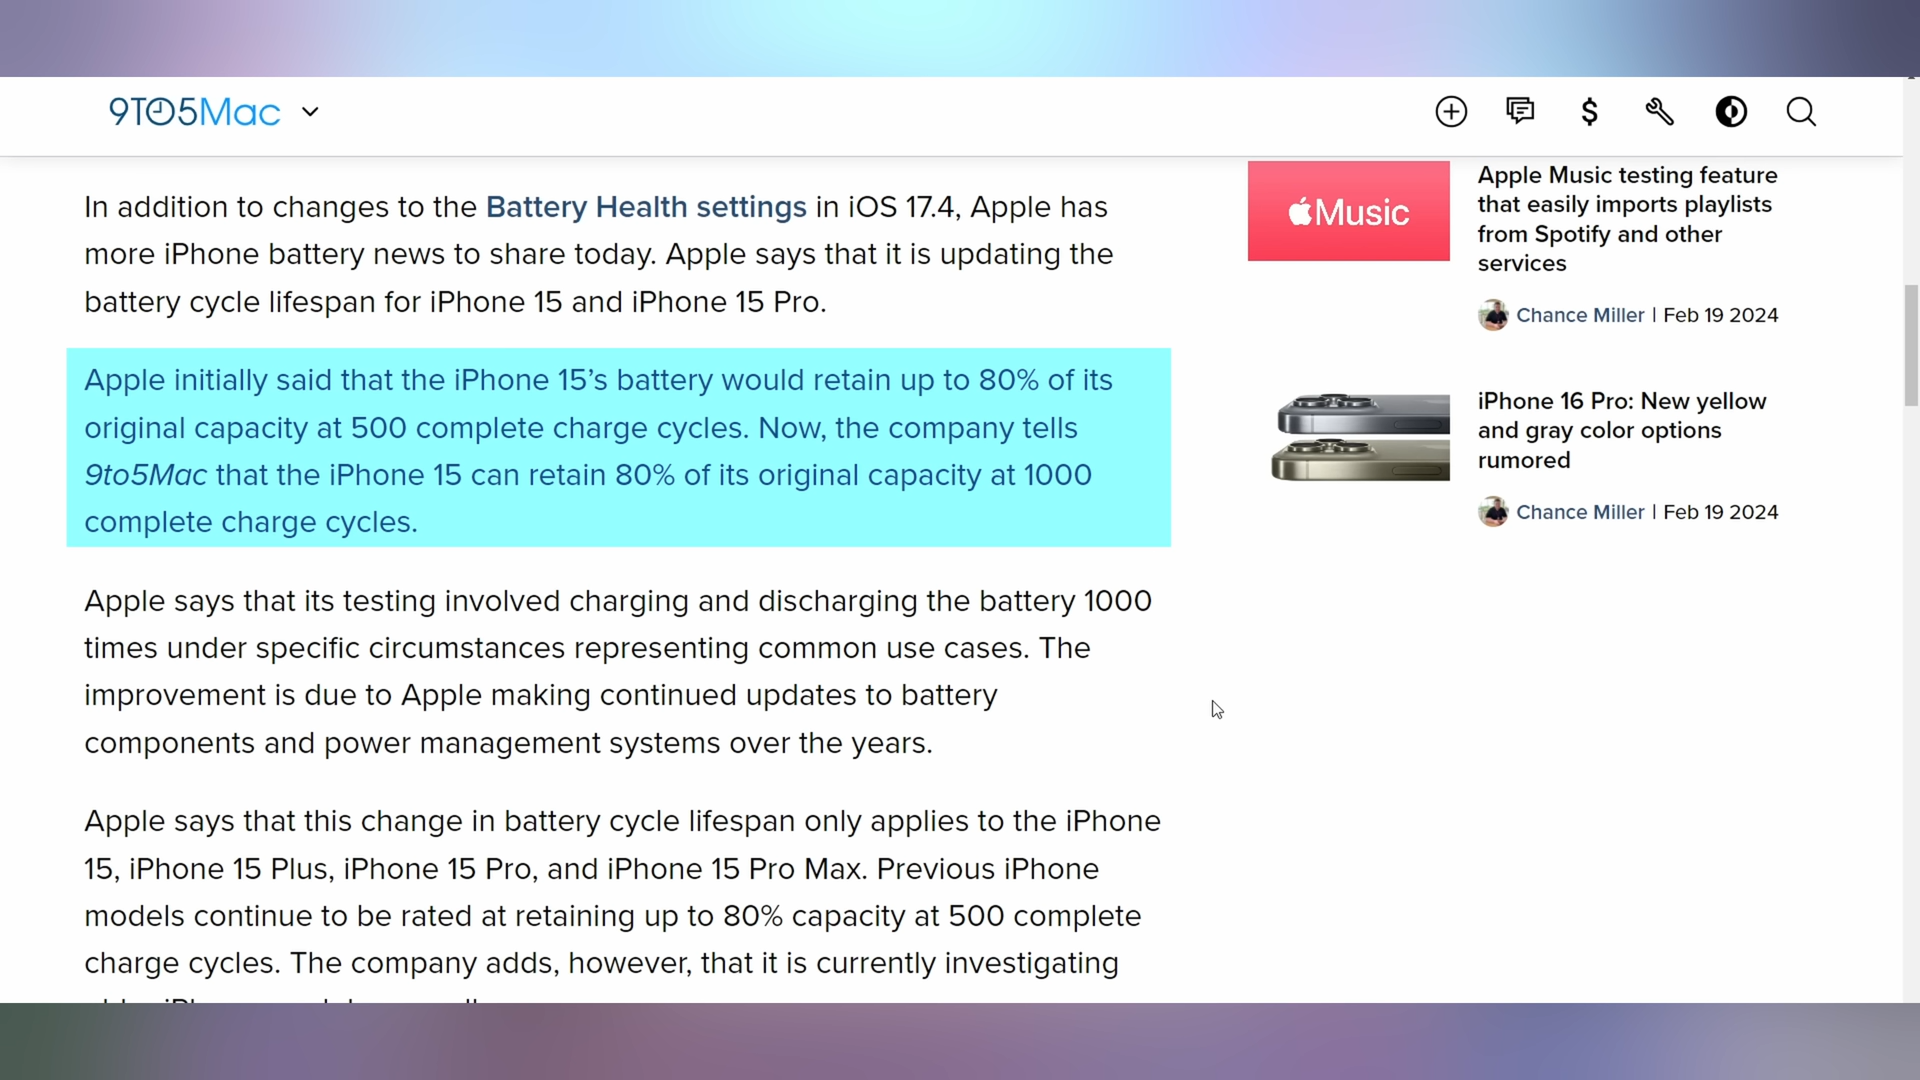 9TO5Mac
In addition to changes to the Battery Health settings in iOS 17.4, Apple has
more iPhone battery news to share today. Apple says that it is updating the
battery cycle lifespan for iPhone 15 and iPhone 15 Pro.
Apple initially said that the iPhone 15’s battery would retain up to 80% of its
original capacity at 500 complete charge cycles. Now, the company tells
9to5Mac that the iPhone 15 can retain 80% of its original capacity at 1000
complete charge cycles.
Apple says that its testing involved charging and discharging the battery 1000
times under specific circumstances representing common use cases. The
improvement is due to Apple making continued updates to battery
components and power management systems over the years.
Apple says that this change in battery cycle lifespan only applies to the iPhone
15, iPhone 15 Plus, iPhone 15 Pro, and iPhone 15 Pro Max. Previous iPhone
models continue to be rated at retaining up to 80% capacity at 500 complete
charge cycles. The company adds, however, that it is currently investigating
Music
Apple Music testing feature
that easily imports playlists
from Spotify and other
services
Chance Miller | Feb 19 2024
iPhone 16 Pro: New yellow
and gray color options
rumored
Chance Miller | Feb 19 2024